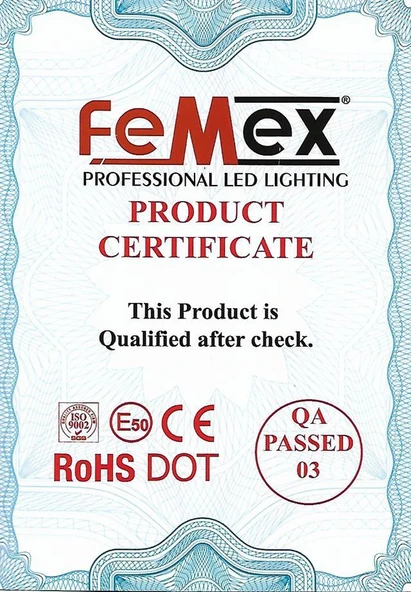 FeMex®
PROFESSIONAL LED LIGHTING
PRODUCT
CERTIFICATE
This Product is
Qualified after check.
ISO
9002
SGS
E50
CE
RoHS DOT
QA
PASSED
03